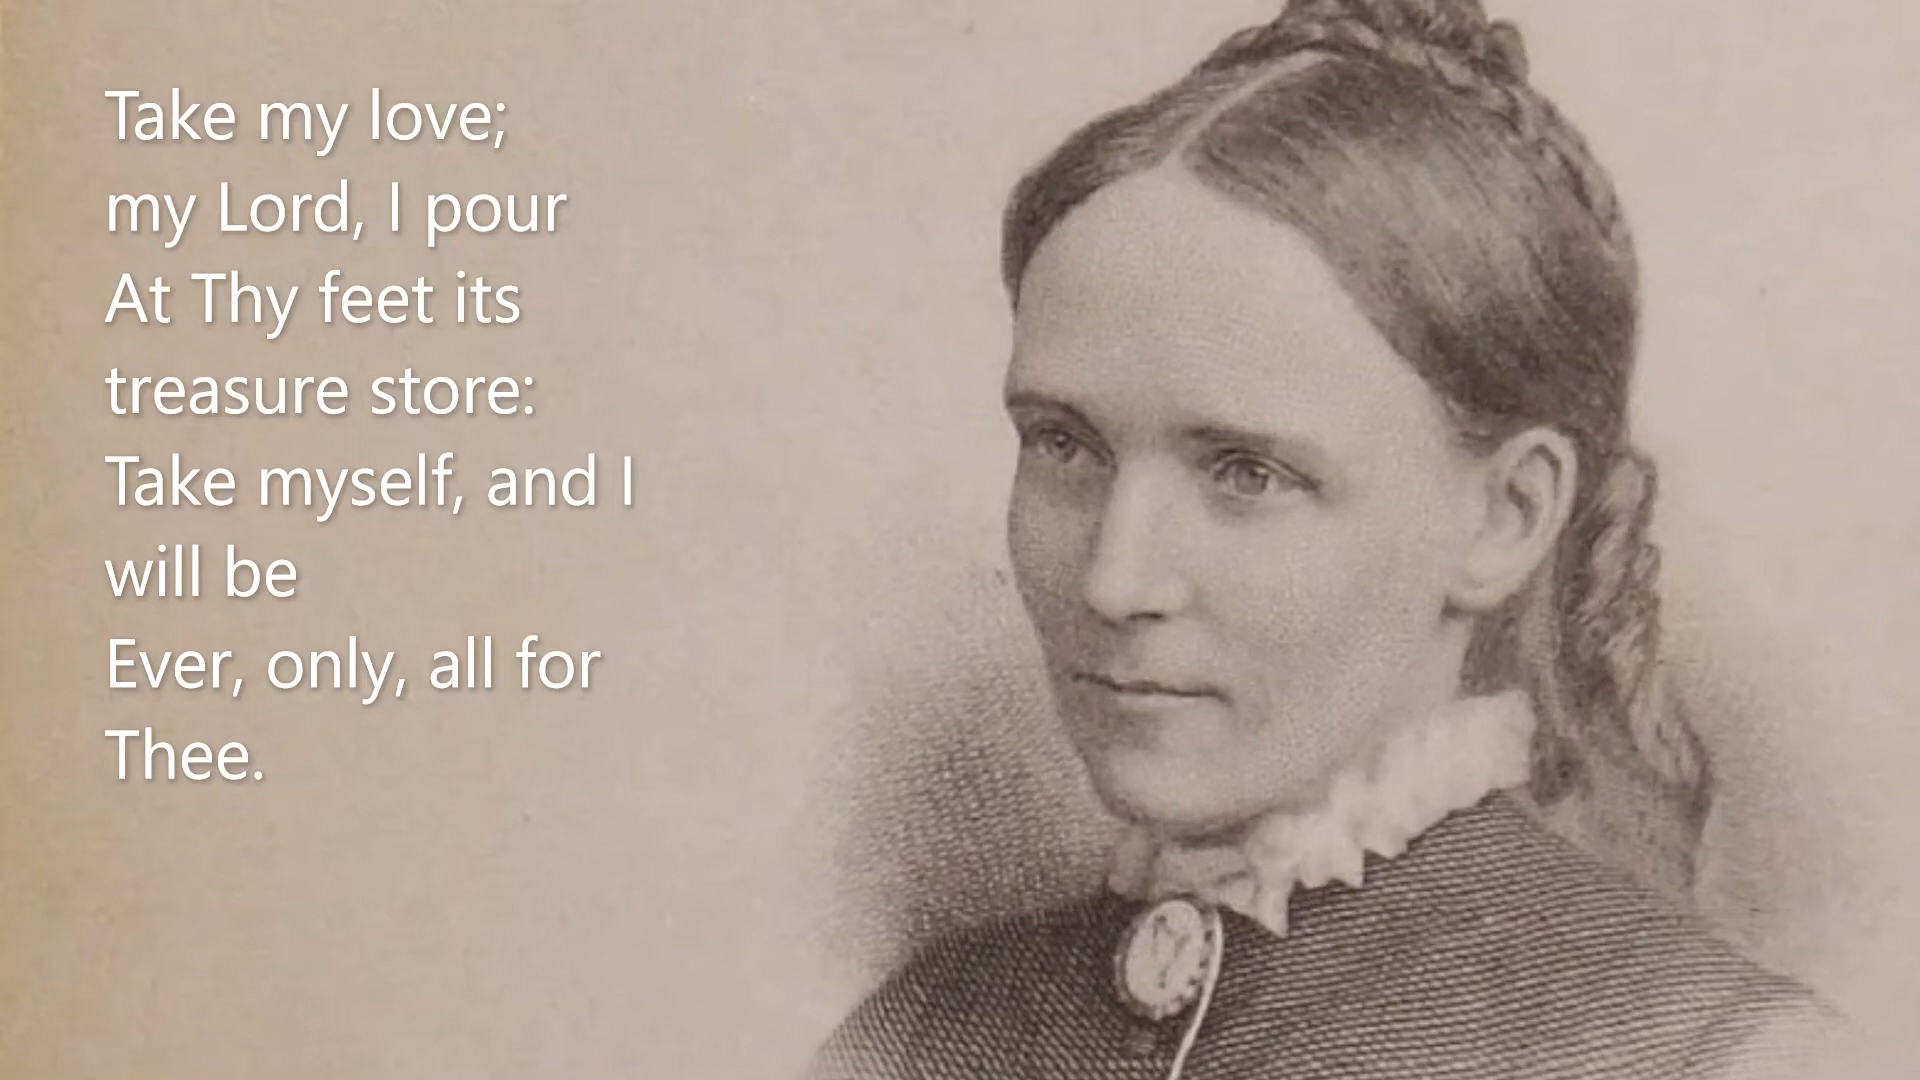 Take my love;
my Lord, I pour
At Thy feet its
treasure store:
Take myself, and I
will be
Ever, only, all for
Thee.